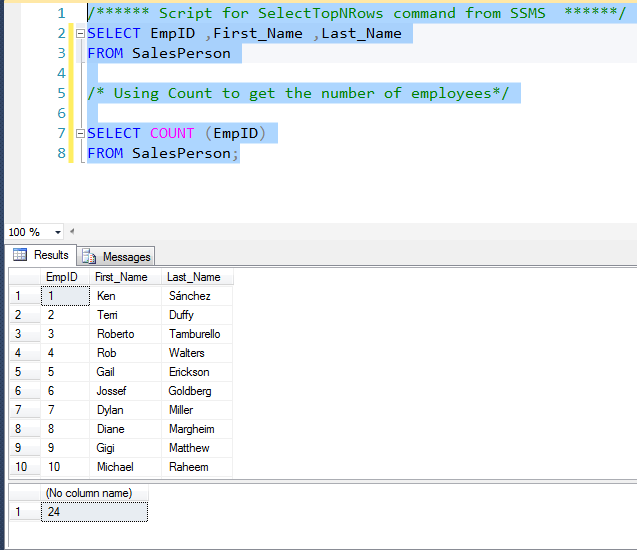 1 /****** Script for SelectTopNRows command from SSMS  ******/
2 SELECT EmpID ,First_Name ,Last_Name
3 FROM SalesPerson
4
5 /* Using Count to get the number of employees*/
6
7 SELECT COUNT (EmpID)
8 FROM SalesPerson;
100 %
Results Messages
EmpID First_Name Last_Name
1 1 Ken Sánchez
2 2 Terri Duffy
3 3 Roberto Tamburello
4 4 Rob Walters
5 5 Gail Erickson
6 6 Jossef Goldberg
7 7 Dylan Miller
8 8 Diane Margheim
9 9 Gigi Matthew
10 10 Michael Raheem
(No column name)
1 24